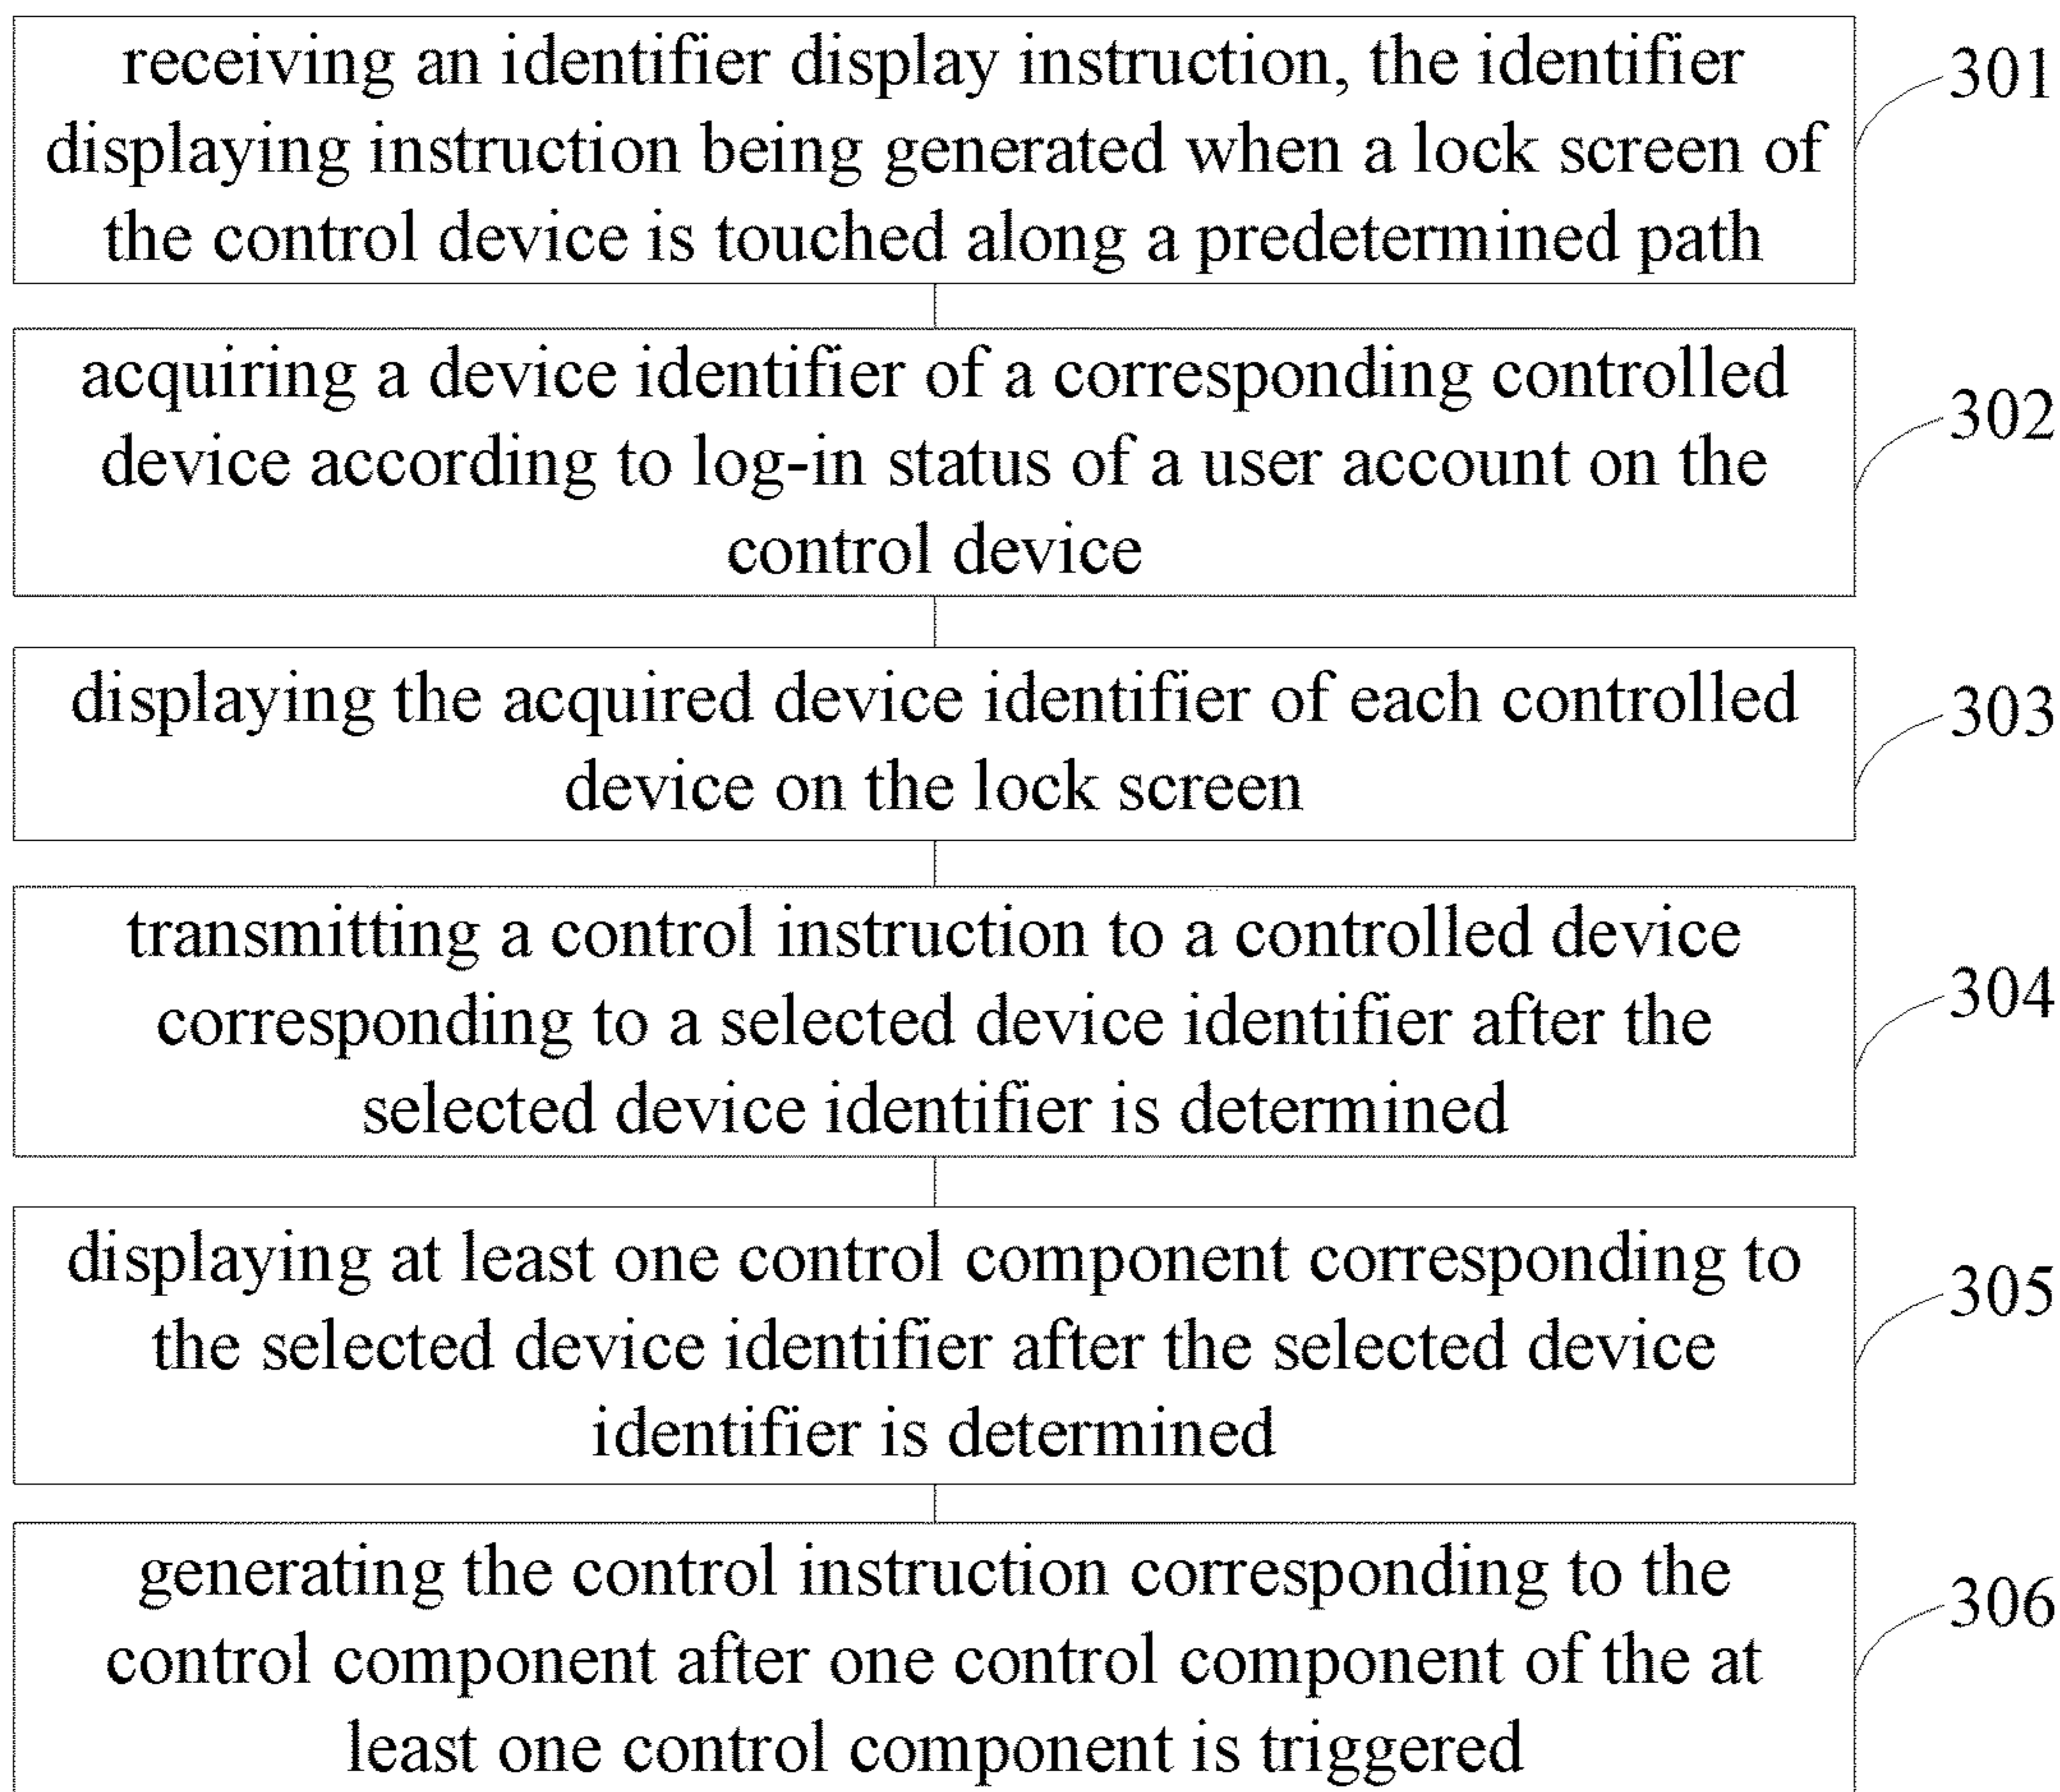 receiving an identifier display instruction, the identifier
displaying instruction being generated when a lock screen of
the control device is touched along a predetermined path
301
acquiring a device identifier of a corresponding controlled
device according to log-in status of a user account on the
control device
302
displaying the acquired device identifier of each controlled
device on the lock screen
303
transmitting a control instruction to a controlled device
corresponding to a selected device identifier after the
selected device identifier is determined
304
displaying at least one control component corresponding to
the selected device identifier after the selected device
identifier is determined
305
generating the control instruction corresponding to the
control component after one control component of the at
least one control component is triggered
306